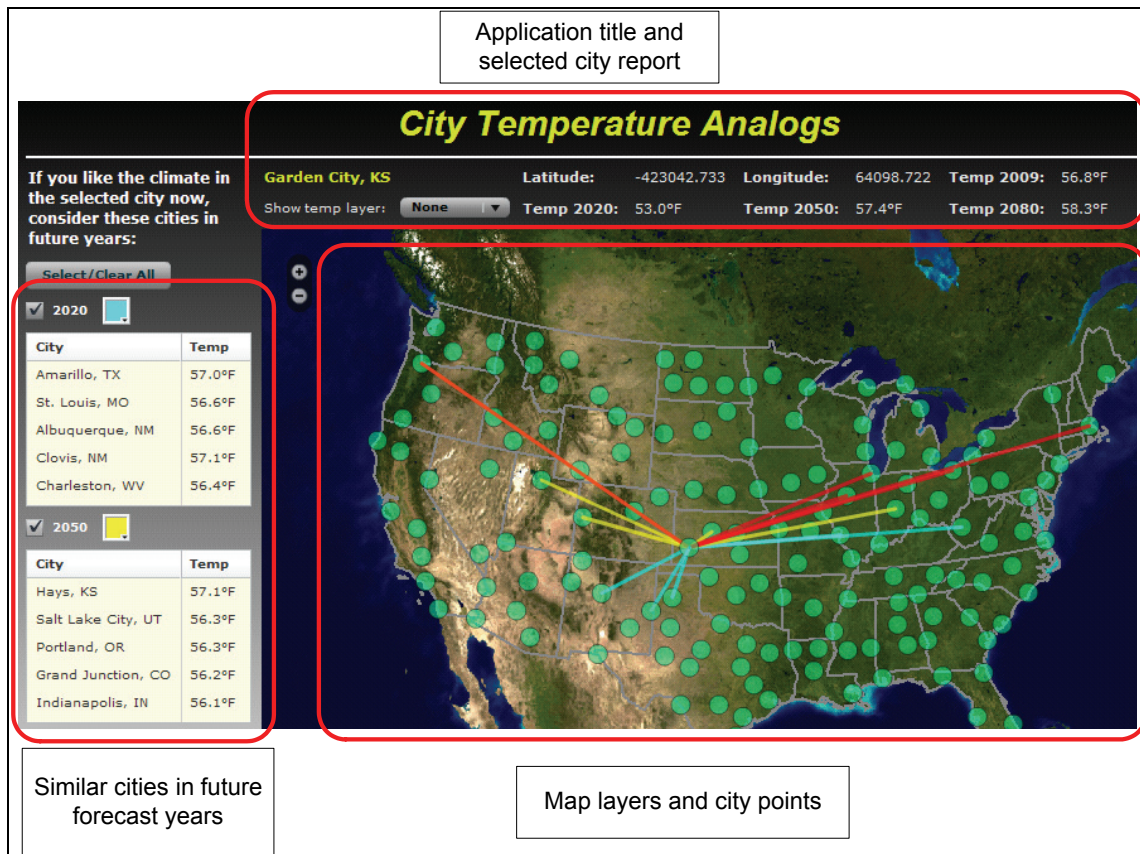 Application title and
selected city report
City Temperature Analogs
If you like the climate in
the selected city now,
consider these cities in
future years:
Garden City, KS
Latitude: -423042.733 Longitude: 64098.722 Temp 2009: 56.8°F
Show temp layer: None Temp 2020: 53.0°F Temp 2050: 57.4°F Temp 2080: 58.3°F
Select/Clear All
2020
City Temp
Amarillo, TX 57.0°F
St. Louis, MO 56.6°F
Albuquerque, NM 56.6°F
Clovis, NM 57.1°F
Charleston, WV 56.4°F
2050
City Temp
Hays, KS 57.1°F
Salt Lake City, UT 56.3°F
Portland, OR 56.3°F
Grand Junction, CO 56.2°F
Indianapolis, IN 56.1°F
Similar cities in future
forecast years
Map layers and city points